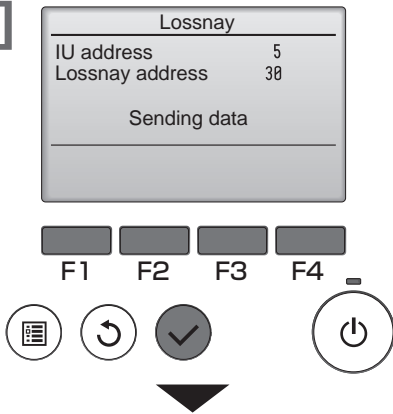 Lossnay
IU address 5
Lossnay address 30
Sending data
F1 F2 F3 F4